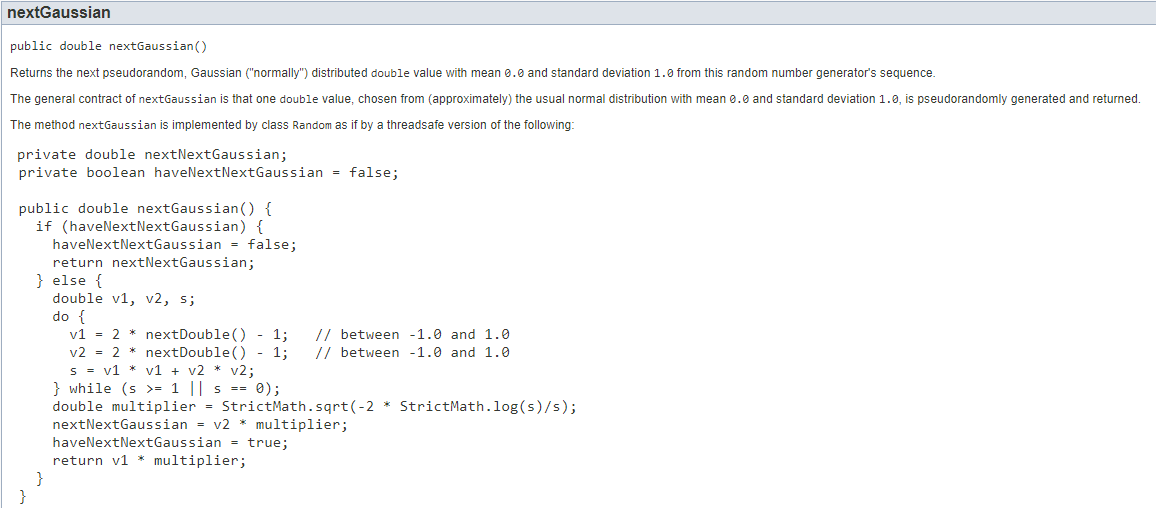 nextGaussian
public double nextGaussian()
Returns the next pseudorandom, Gaussian ("normally") distributed double value with mean 0.0 and standard deviation 1.0 from this random number generator's sequence.
The general contract of nextGaussian is that one double value, chosen from (approximately) the usual normal distribution with mean 0.0 and standard deviation 1.0, is pseudorandomly generated and returned.
The method nextGaussian is implemented by class Random as if by a threadsafe version of the following:
private double nextNextGaussian;
private boolean haveNextNextGaussian = false;
public double nextGaussian() {
if (haveNextNextGaussian) {
haveNextNextGaussian = false;
return nextNextGaussian;
} else {
double v1, v2, s;
do {
v1 = 2 * nextDouble() - 1;   // between -1.0 and 1.0
v2 = 2 * nextDouble() - 1;   // between -1.0 and 1.0
s = v1 * v1 + v2 * v2;
} while (s >= 1 || s == 0);
double multiplier = StrictMath.sqrt(-2 * StrictMath.log(s)/s);
nextNextGaussian = v2 * multiplier;
haveNextNextGaussian = true;
return v1 * multiplier;
}
}